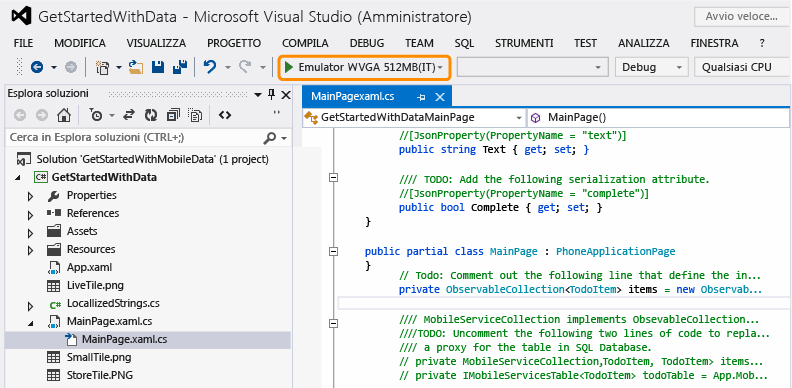 GetStartedWithData - Microsoft Visual Studio (Amministratore)
Avvio veloce...
FILE MODIFICA VISUALIZZA PROGETTO COMPILA DEBUG TEAM SQL STRUMENTI TEST ANALIZZA FINESTRA ?
Emulator WVGA 512MB(IT)
Debug
Qualsiasi CPU
Esplora soluzioni
Cerca in Esplora soluzioni (CTRL+;)
Solution 'GetStartedWithMobileData' (1 project)
C# GetStartedWithData
Properties
References
Assets
Resources
App.xaml
LiveTile.png
C# LocallizedStrings.cs
MainPage.xaml.cs
MainPage.xaml.cs
SmallTile.png
StoreTile.PNG
MainPagexaml.cs
GetStartedWithDataMainPage
MainPage()
//[JsonProperty(PropertyName = "text")]
public string Text { get; set; }
//// TODO: Add the following serialization attribute.
//[JsonProperty(PropertyName = "complete")]
public bool Complete { get; set; }
}
public partial class MainPage : PhoneApplicationPage
}
// Todo: Comment out the following line that define the in...
private ObservableCollection<TodoItem> items = new Observab...
//// MobileServiceCollection implements ObsevableCollection...
////TODO: Uncomment the following two lines of code to repla...
//// a proxy for the table in SQL Database.
// private MobileServiceCollection,TodoItem, TodoItem> items...
// private IMobileServicesTable<TodoItem> todoTable = App.Mob...